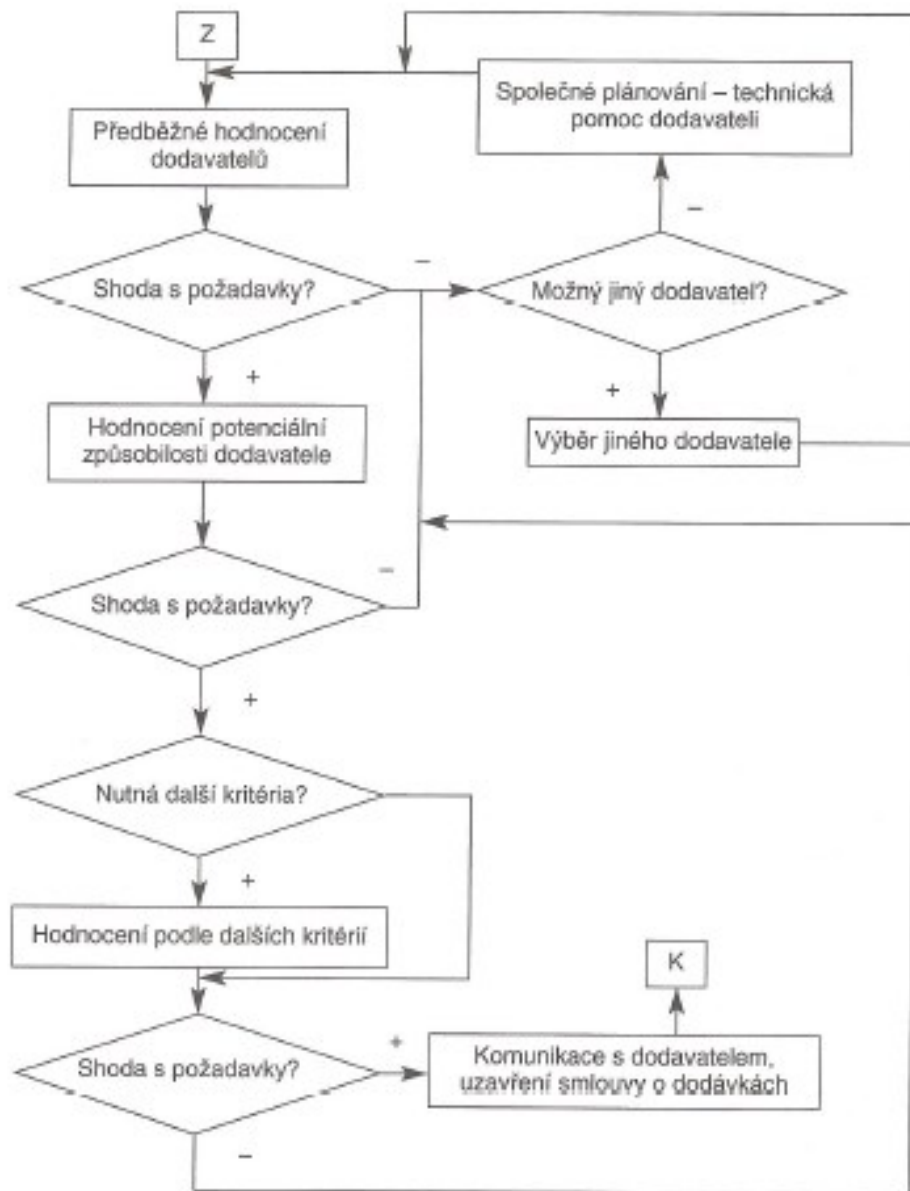 Z
Společné plánování – technická
pomoc dodavateli
Předběžné hodnocení
dodavatelů
–
–
Shoda s požadavky?
Možný jiný dodavatel?
+
+
Hodnocení potenciální
způsobilosti dodavatele
Výběr jiného dodavatele
–
Shoda s požadavky?
+
Nutná další kritéria?
+
Hodnocení podle dalších kritérií
K
+
Shoda s požadavky?
Komunikace s dodavatelem,
uzavření smlouvy o dodávkách
–